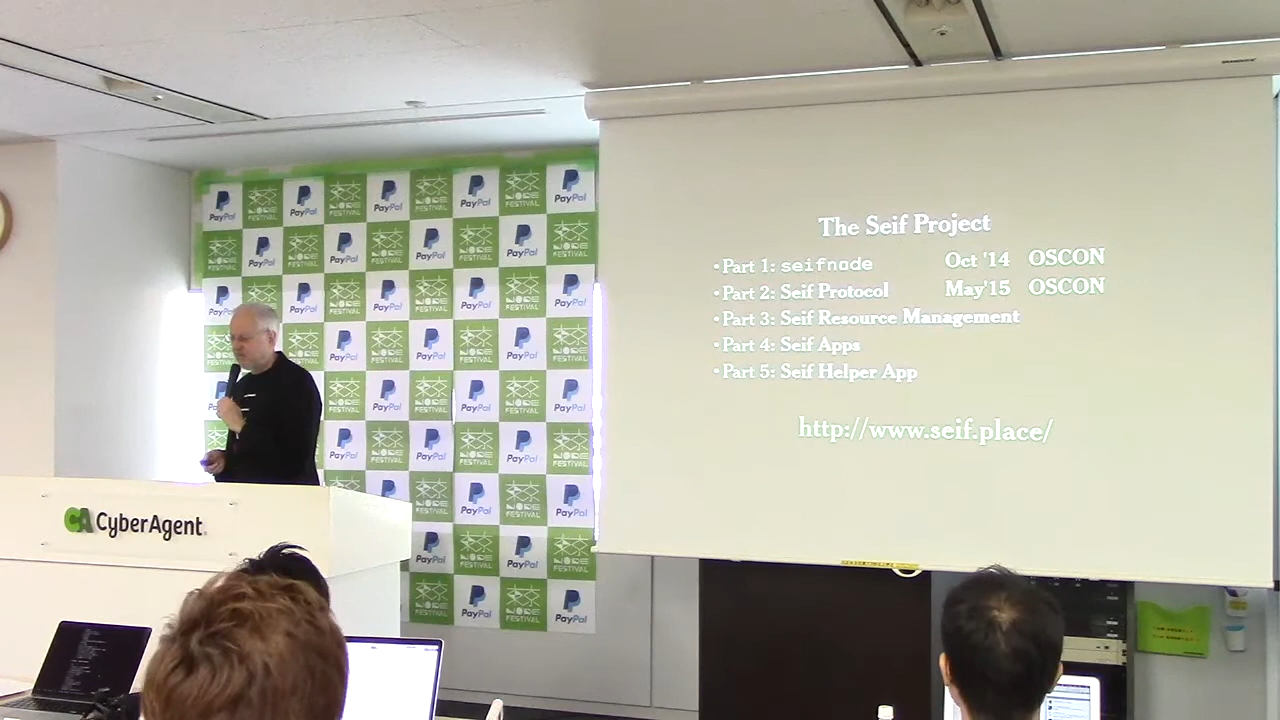 The Seif Project
•Part 1: seifnode Oct '14 OSCON
•Part 2: Seif Protocol May'15 OSCON
•Part 3: Seif Resource Management
•Part 4: Seif Apps
•Part 5: Seif Helper App
http://www.seif.place/
PayPal
NODE
FESTIVAL
CA CyberAgent.